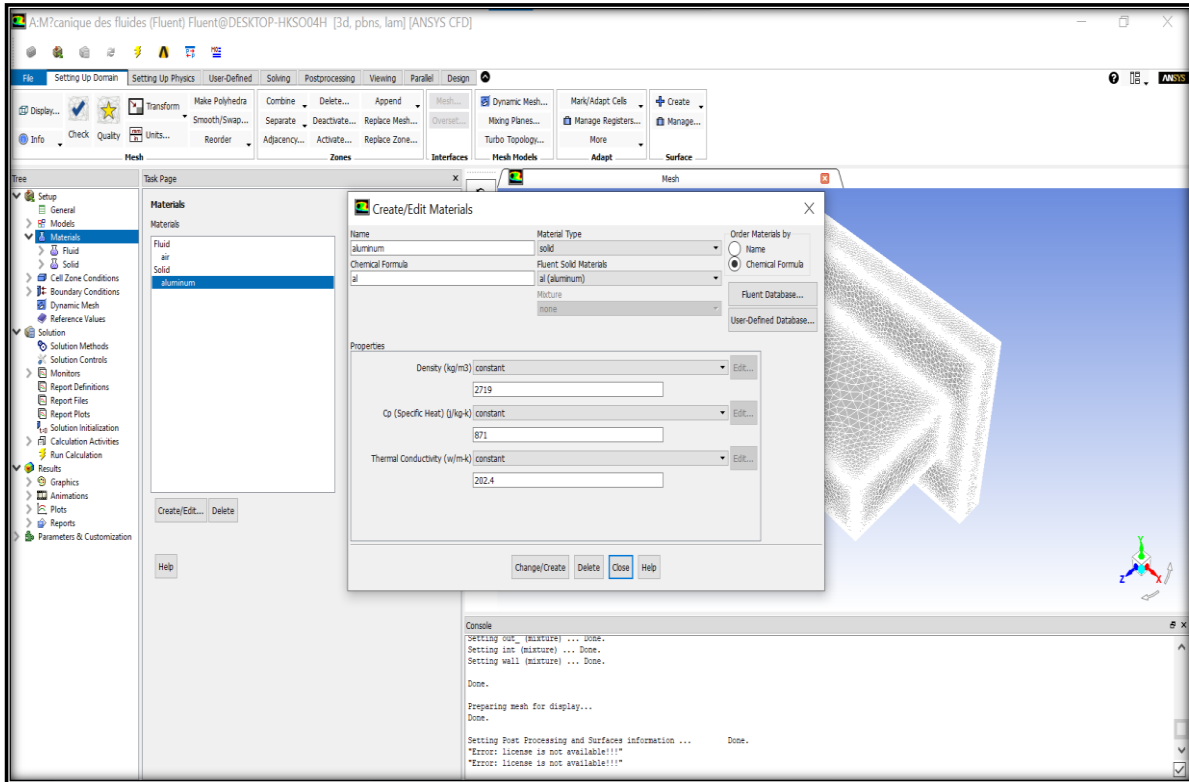 A:M?canique des fluides (Fluent) Fluent@DESKTOP-HKSO04H [3d, pbns, lam] [ANSYS CFD]
File Setting Up Domain Setting Up Physics User-Defined Solving Postprocessing Viewing Parallel Design
ANSYS
Display... Transform Make Polyhedra Combine Delete... Append Mesh... Dynamic Mesh... Mark/Adapt Cells Create
Check Quality Smooth/Swap... Separate Deactivate... Replace Mesh... Overset... Mixing Planes... Manage Registers... Manage...
Info Units... Reorder Adjacency... Activate... Replace Zone... Turbo Topology... More
Mesh Zones Interfaces Mesh Models Adapt Surface
Tree
Setup
General
Models
Materials
Fluid
Solid
Cell Zone Conditions
Boundary Conditions
Dynamic Mesh
Reference Values
Solution
Solution Methods
Solution Controls
Monitors
Report Definitions
Report Files
Report Plots
Solution Initialization
Calculation Activities
Run Calculation
Results
Graphics
Animations
Plots
Reports
Parameters & Customization
Task Page
Materials
Materials
Fluid
air
Solid
aluminum
Create/Edit... Delete
Help
Mesh
Create/Edit Materials
Name Material Type Order Materials by
aluminum solid Name
Chemical Formula Fluent Solid Materials Chemical Formula
al al (aluminum)
Mixture Fluent Database...
none User-Defined Database...
Properties
Density (kg/m3) constant Edit...
2719
Cp (Specific Heat) (j/kg-k) constant Edit...
871
Thermal Conductivity (w/m-k) constant Edit...
202.4
Change/Create Delete Close Help
Y
Z X
Console
Setting out_ (mixture) ... Done.
Setting int (mixture) ... Done.
Setting wall (mixture) ... Done.
Done.
Preparing mesh for display...
Done.
Setting Post Processing and Surfaces information ... Done.
"Error: license is not available!!!"
"Error: license is not available!!!"